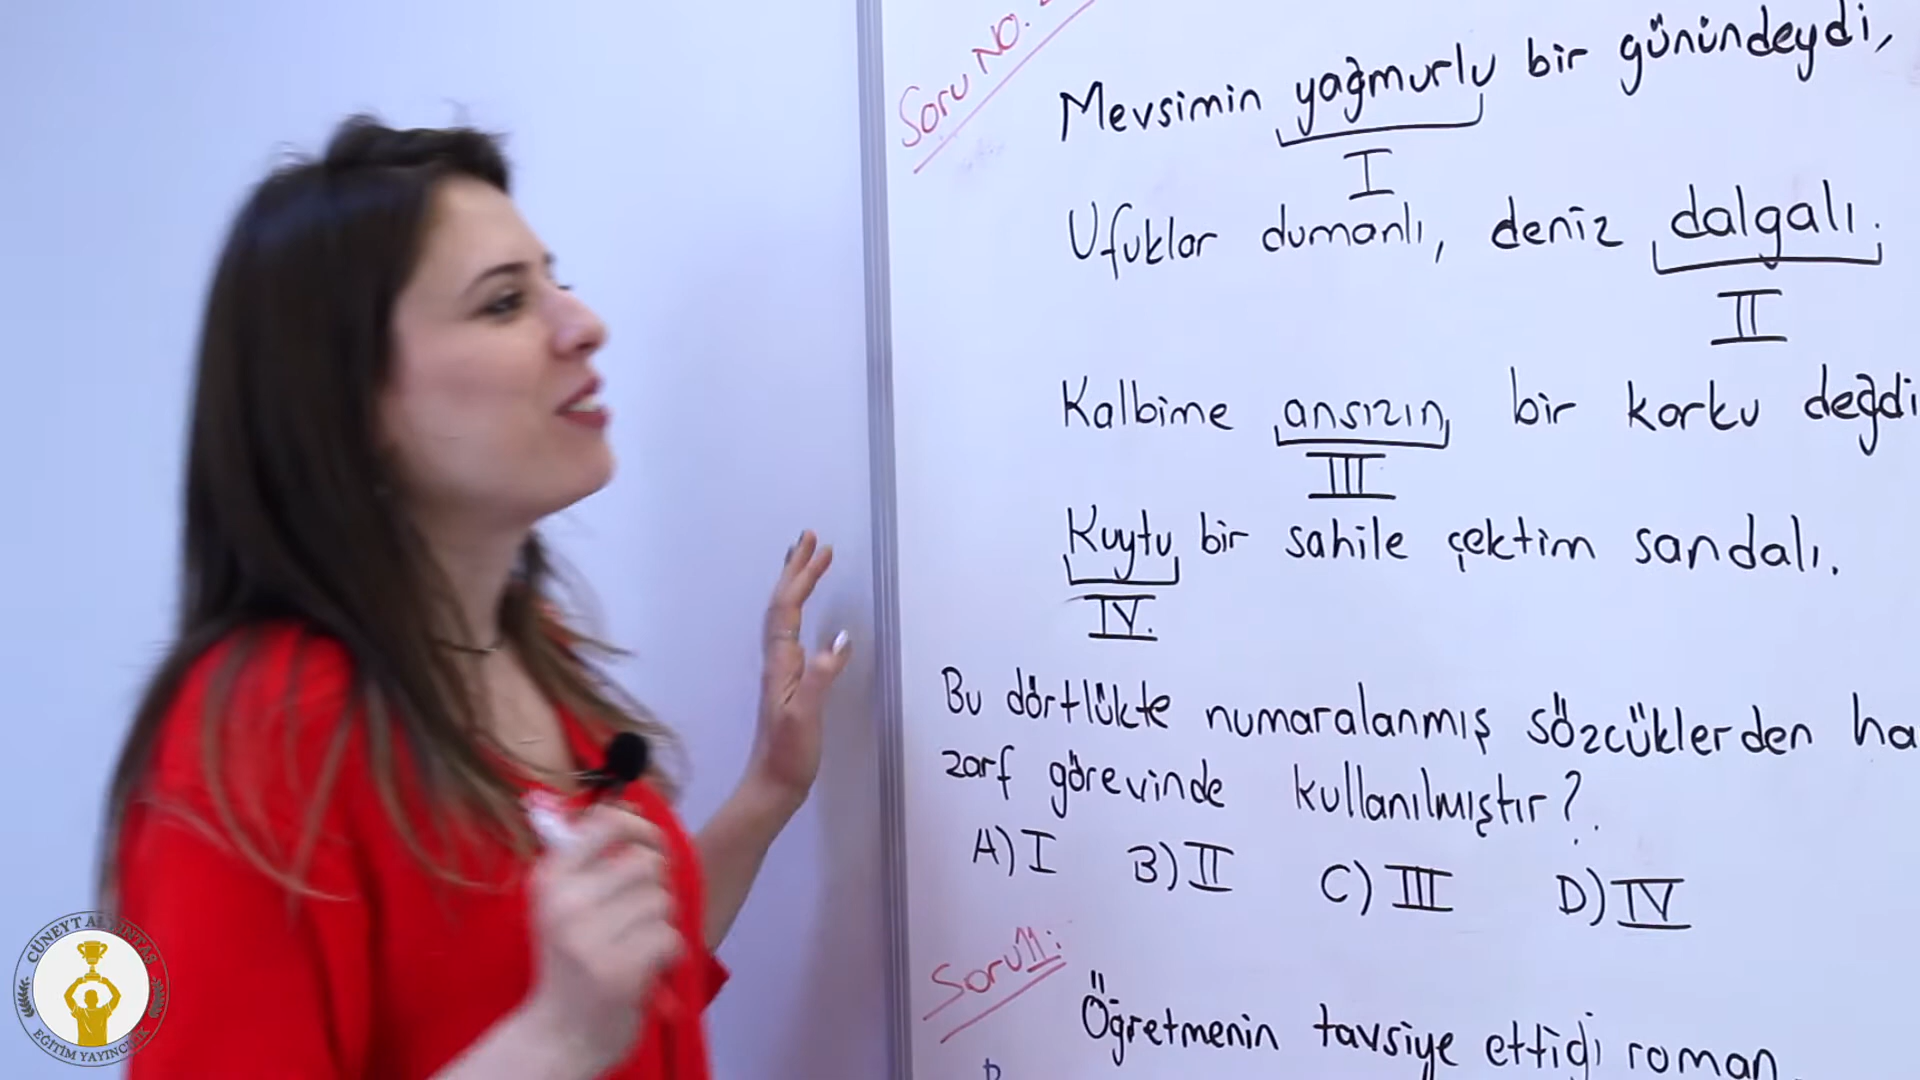 Soru No.
Mevsimin yağmurlu bir günündeydi,
I
Ufuklar dumanlı, deniz dalgalı.
II
Kalbime ansızın bir korku değdi
III
Kuytu bir sahile çektim sandalı.
IV.
Bu dörtlükte numaralanmış sözcüklerden ha
zarf görevinde kullanılmıştır?
A) I B) II C) III D) IV
Soru 11:
Öğretmenin tavsiye ettiği roman
CÜNEYT ALTINTAŞ
EĞİTİM YAYINCILIK